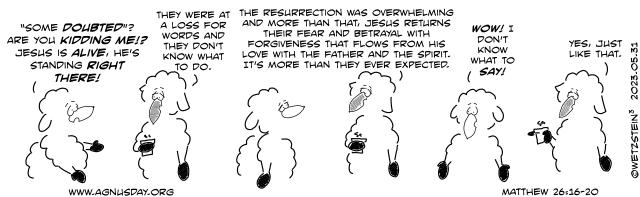 "SOME DOUBTED"?
ARE YOU KIDDING ME!?
JESUS IS ALIVE, HE'S
STANDING RIGHT
THERE!
THEY WERE AT
A LOSS FOR
WORDS AND
THEY DON'T
KNOW WHAT
TO DO.
THE RESURRECTION WAS OVERWHELMING
AND MORE THAN THAT, JESUS RETURNS
THEIR FEAR AND BETRAYAL WITH
FORGIVENESS THAT FLOWS FROM HIS
LOVE WITH THE FATHER AND THE SPIRIT.
IT'S MORE THAN THEY EVER EXPECTED.
WOW! I
DON'T
KNOW
WHAT TO
SAY!
YES, JUST
LIKE THAT.
©WETZSTEIN³ 2023.05.33
WWW.AGNUSDAY.ORG
MATTHEW 26:16-20